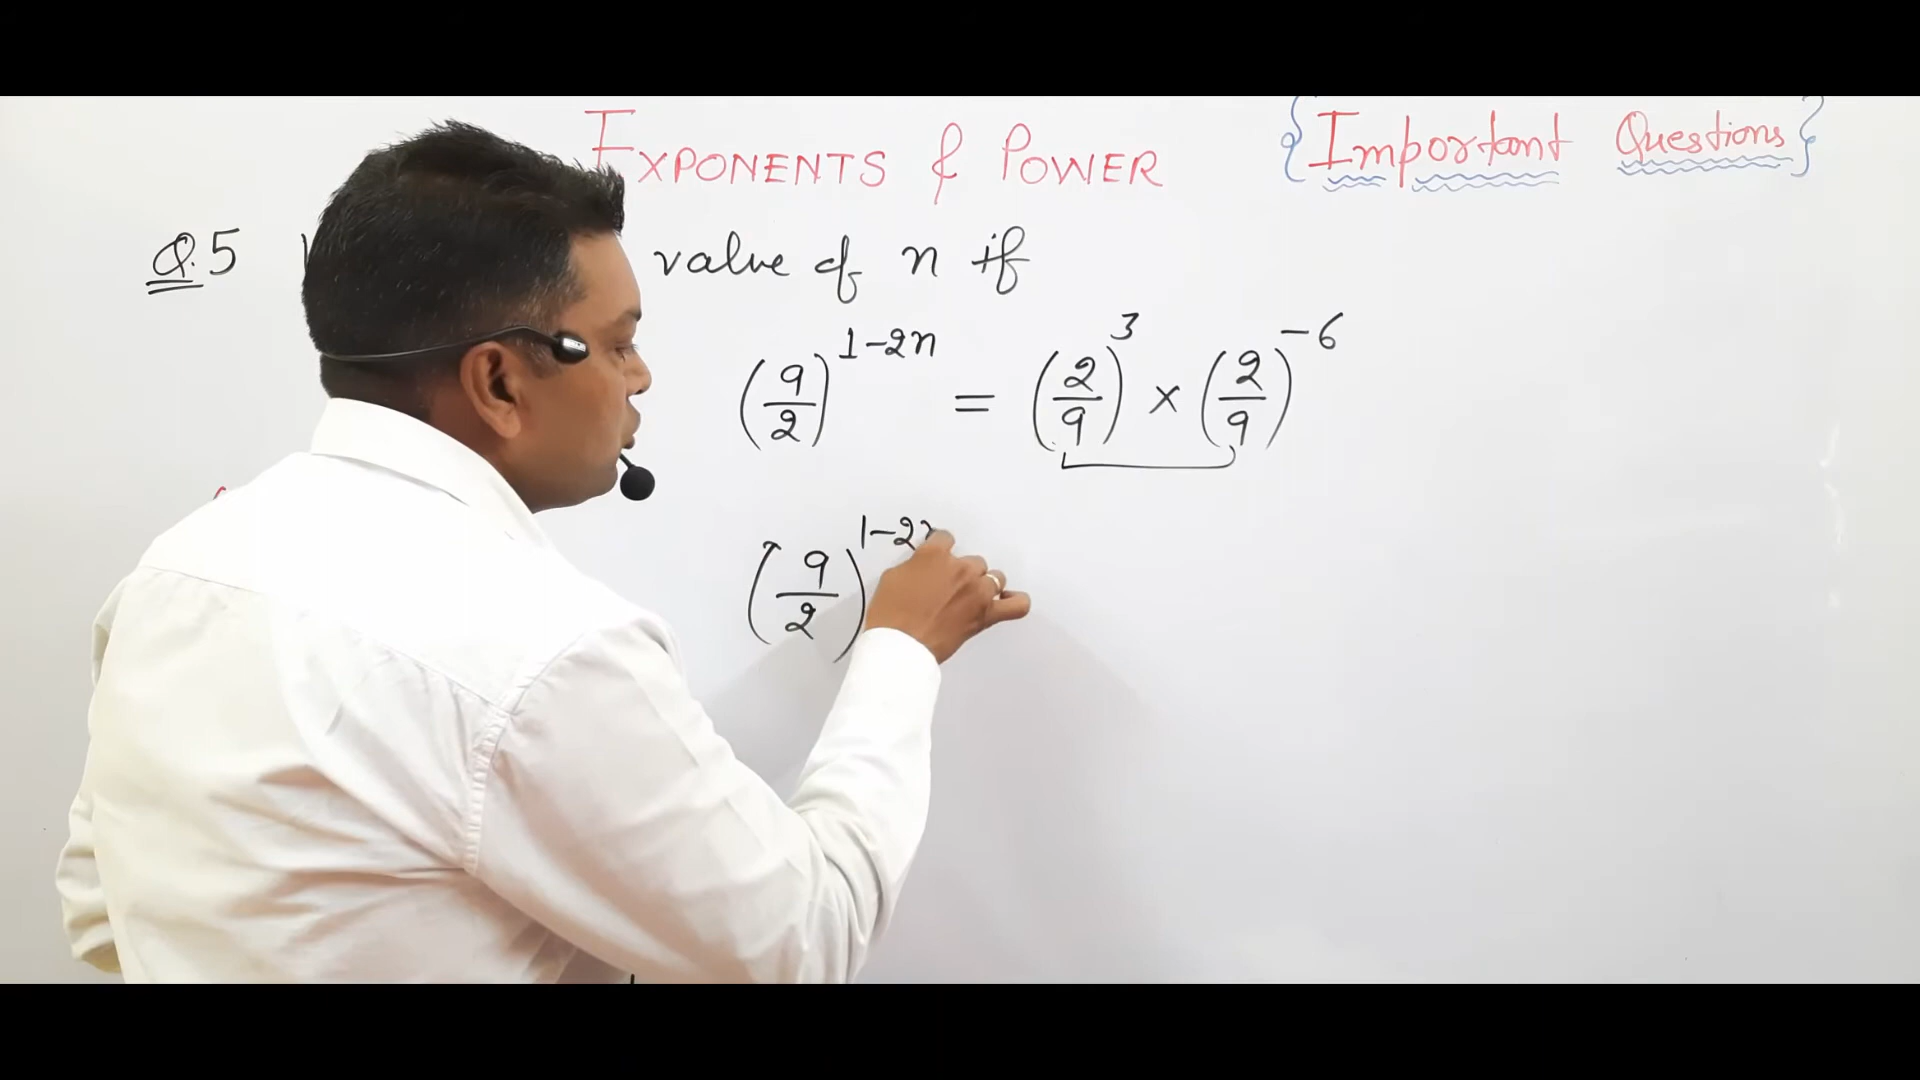 EXPONENTS & POWER {Important Questions}
Q.5 value of n if
(9/2)^{1-2n} = (2/9)^3 × (2/9)^{-6}
(9/2)^{1-2